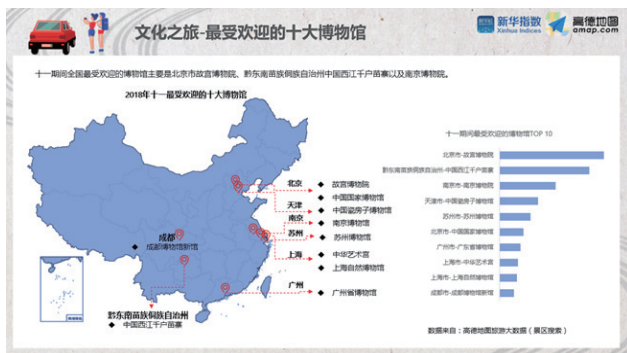 文化之旅-最受欢迎的十大博物馆
新华指数
Xinhua Indices
高德地图
amap.com
十一期间全国最受欢迎的博物馆主要是北京市故宫博物院、黔东南苗族侗族自治州中国西江千户苗寨以及南京博物院。
2018年十一最受欢迎的十大博物馆
北京
故宫博物院
中国国家博物馆
天津
中国瓷房子博物馆
南京
南京博物馆
苏州
苏州博物馆
上海
中华艺术宫
上海自然博物馆
广州
广州省博物馆
成都
成都博物馆新馆
黔东南苗族侗族自治州
中国西江千户苗寨
十一期间最受欢迎的博物馆TOP 10
北京市-故宫博物院
黔东南苗族侗族自治州-中国西江千户苗寨
南京市-南京博物院
天津市-中国瓷房子博物馆
苏州市-苏州博物馆
北京市-中国国家博物馆
广州市-广东省博物馆
上海市-中华艺术宫
上海市-上海自然博物馆
成都市-成都博物馆新馆
数据来自：高德地图旅游大数据（景区搜索）